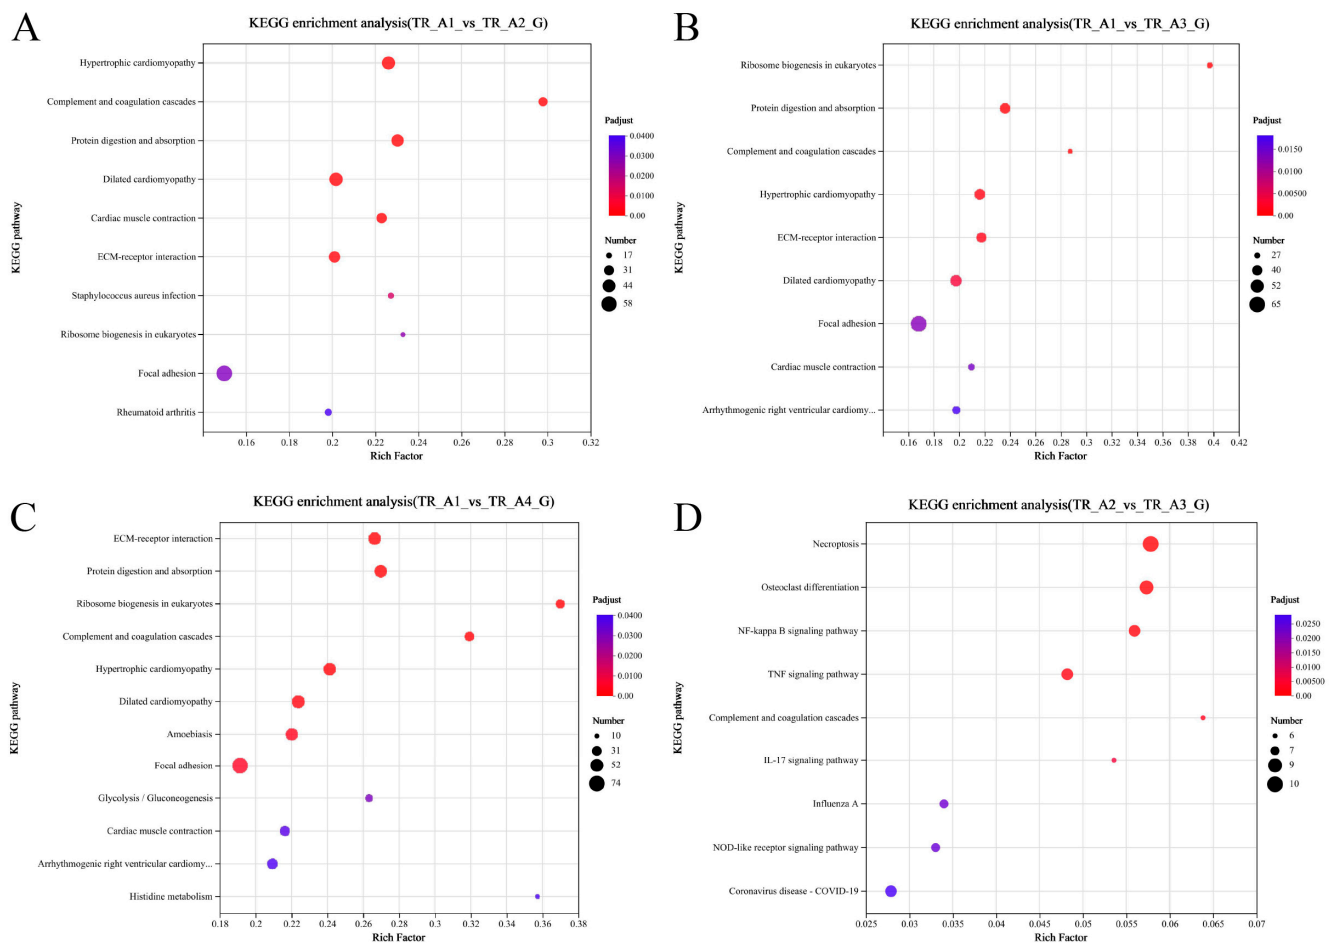 A
KEGG enrichment analysis(TR_A1_vs_TR_A2_G)
KEGG pathway
Hypertrophic cardiomyopathy
Complement and coagulation cascades
Protein digestion and absorption
Dilated cardiomyopathy
Cardiac muscle contraction
ECM-receptor interaction
Staphylococcus aureus infection
Ribosome biogenesis in eukaryotes
Focal adhesion
Rheumatoid arthritis
0.16 0.18 0.2 0.22 0.24 0.26 0.28 0.3 0.32
Rich Factor
Padjust
0.0400
0.0300
0.0200
0.0100
0.00
Number
17
31
44
58
B
KEGG enrichment analysis(TR_A1_vs_TR_A3_G)
KEGG pathway
Ribosome biogenesis in eukaryotes
Protein digestion and absorption
Complement and coagulation cascades
Hypertrophic cardiomyopathy
ECM-receptor interaction
Dilated cardiomyopathy
Focal adhesion
Cardiac muscle contraction
Arrhythmogenic right ventricular cardiomy...
0.16 0.18 0.2 0.22 0.24 0.26 0.28 0.3 0.32 0.34 0.36 0.38 0.4 0.42
Rich Factor
Padjust
0.0150
0.0100
0.00500
0.00
Number
27
40
52
65
C
KEGG enrichment analysis(TR_A1_vs_TR_A4_G)
KEGG pathway
ECM-receptor interaction
Protein digestion and absorption
Ribosome biogenesis in eukaryotes
Complement and coagulation cascades
Hypertrophic cardiomyopathy
Dilated cardiomyopathy
Amoebiasis
Focal adhesion
Glycolysis / Gluconeogenesis
Cardiac muscle contraction
Arrhythmogenic right ventricular cardiomy...
Histidine metabolism
0.18 0.2 0.22 0.24 0.26 0.28 0.3 0.32 0.34 0.36 0.38
Rich Factor
Padjust
0.0400
0.0300
0.0200
0.0100
0.00
Number
10
31
52
74
D
KEGG enrichment analysis(TR_A2_vs_TR_A3_G)
KEGG pathway
Necroptosis
Osteoclast differentiation
NF-kappa B signaling pathway
TNF signaling pathway
Complement and coagulation cascades
IL-17 signaling pathway
Influenza A
NOD-like receptor signaling pathway
Coronavirus disease - COVID-19
0.025 0.03 0.035 0.04 0.045 0.05 0.055 0.06 0.065 0.07
Rich Factor
Padjust
0.0250
0.0200
0.0150
0.0100
0.00500
0.00
Number
6
7
9
10